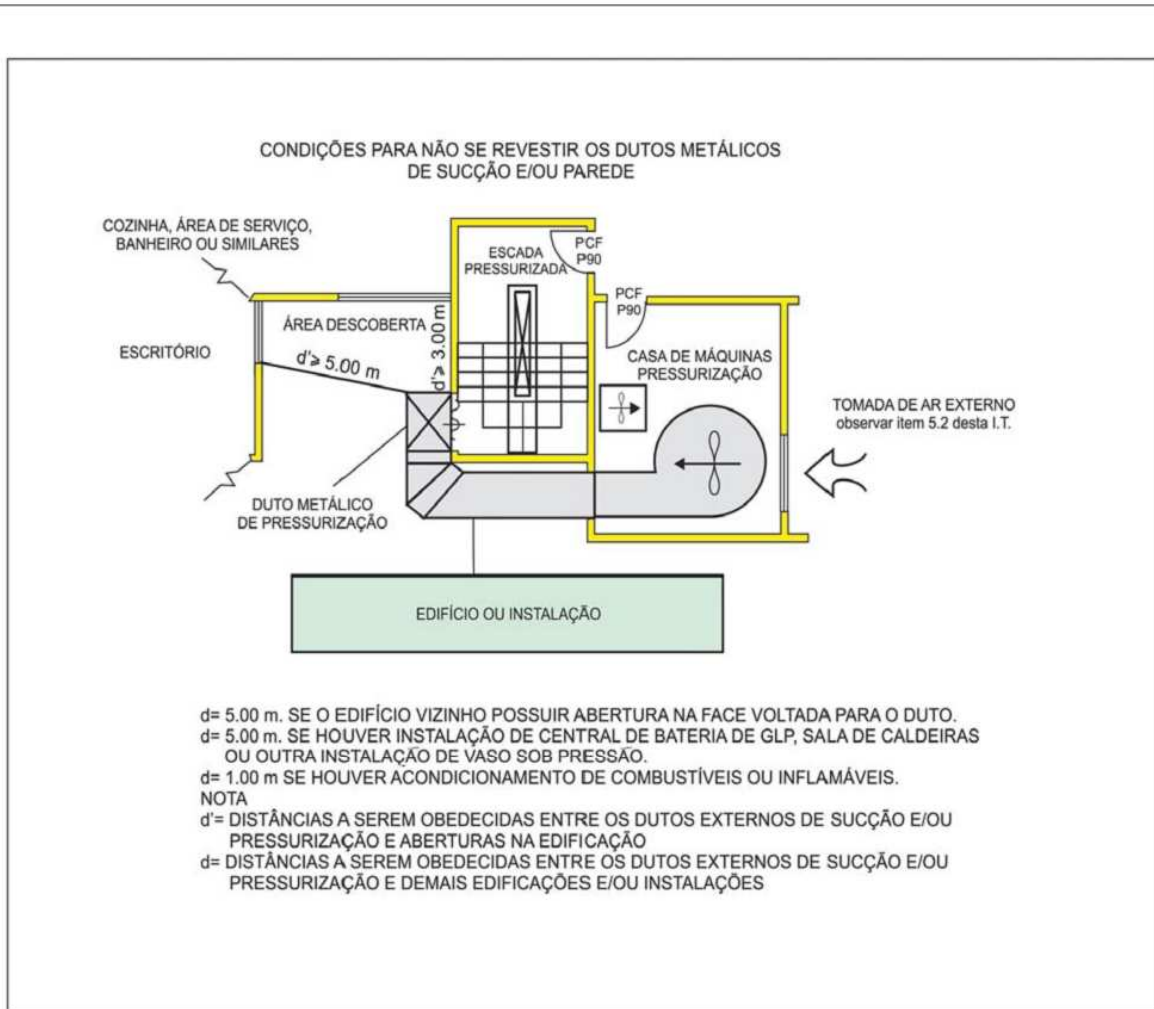 CONDIÇÕES PARA NÃO SE REVESTIR OS DUTOS METÁLICOS
DE SUCÇÃO E/OU PAREDE
COZINHA, ÁREA DE SERVIÇO,
BANHEIRO OU SIMILARES
ESCADA
PRESSURIZADA
PCF
P90
PCF
P90
ÁREA DESCOBERTA
d'⩾ 3.00 m
ESCRITÓRIO
d'⩾ 5.00 m
CASA DE MÁQUINAS
PRESSURIZAÇÃO
TOMADA DE AR EXTERNO
observar item 5.2 desta I.T.
DUTO METÁLICO
DE PRESSURIZAÇÃO
EDIFÍCIO OU INSTALAÇÃO
d= 5.00 m. SE O EDIFÍCIO VIZINHO POSSUIR ABERTURA NA FACE VOLTADA PARA O DUTO.
d= 5.00 m. SE HOUVER INSTALAÇÃO DE CENTRAL DE BATERIA DE GLP, SALA DE CALDEIRAS
OU OUTRA INSTALAÇÃO DE VASO SOB PRESSÃO.
d= 1.00 m SE HOUVER ACONDICIONAMENTO DE COMBUSTÍVEIS OU INFLAMÁVEIS.
NOTA
d'= DISTÂNCIAS A SEREM OBEDECIDAS ENTRE OS DUTOS EXTERNOS DE SUCÇÃO E/OU
PRESSURIZAÇÃO E ABERTURAS NA EDIFICAÇÃO
d= DISTÂNCIAS A SEREM OBEDECIDAS ENTRE OS DUTOS EXTERNOS DE SUCÇÃO E/OU
PRESSURIZAÇÃO E DEMAIS EDIFICAÇÕES E/OU INSTALAÇÕES